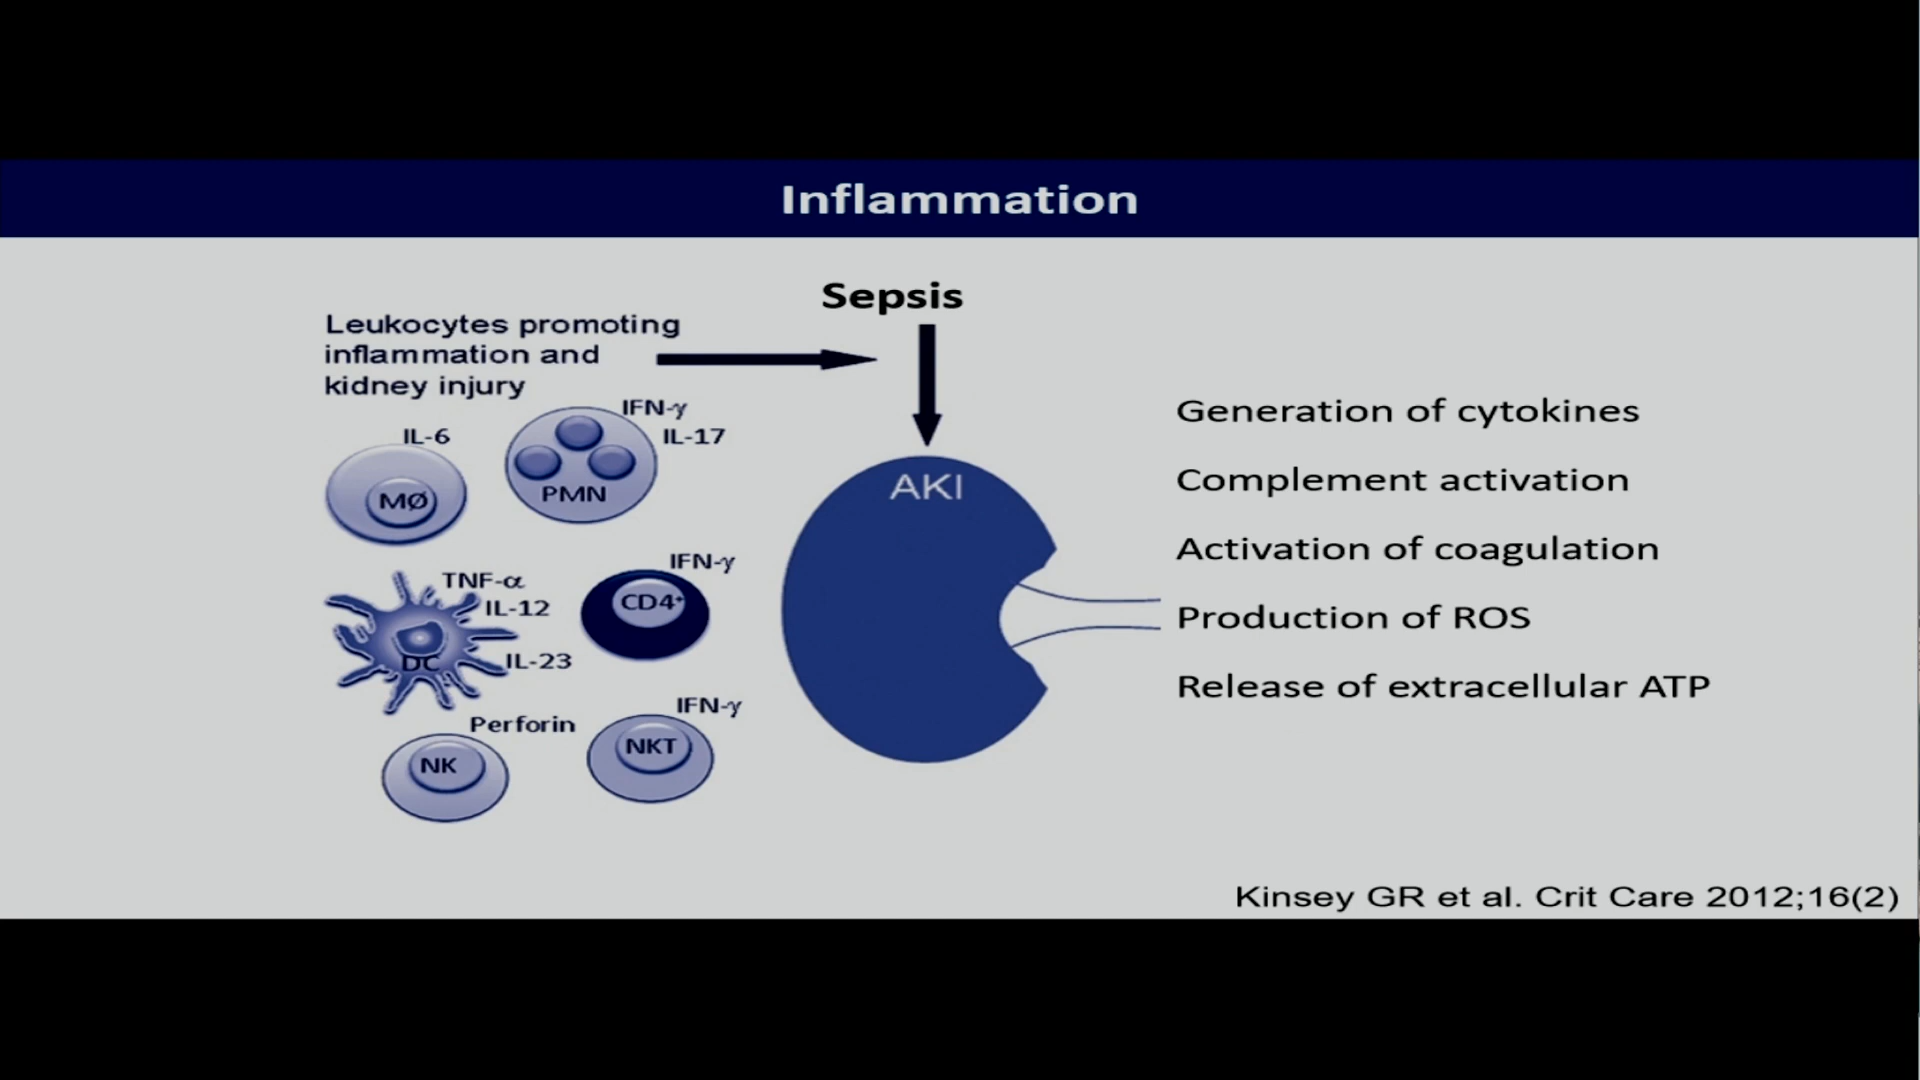 Inflammation
Sepsis
Leukocytes promoting
inflammation and
kidney injury
IFN-γ
IL-6
IL-17
MØ
PMN
TNF-α
IL-12
DC
IL-23
IFN-γ
CD4+
Perforin
NK
IFN-γ
NKT
AKI
Generation of cytokines
Complement activation
Activation of coagulation
Production of ROS
Release of extracellular ATP
Kinsey GR et al. Crit Care 2012;16(2)